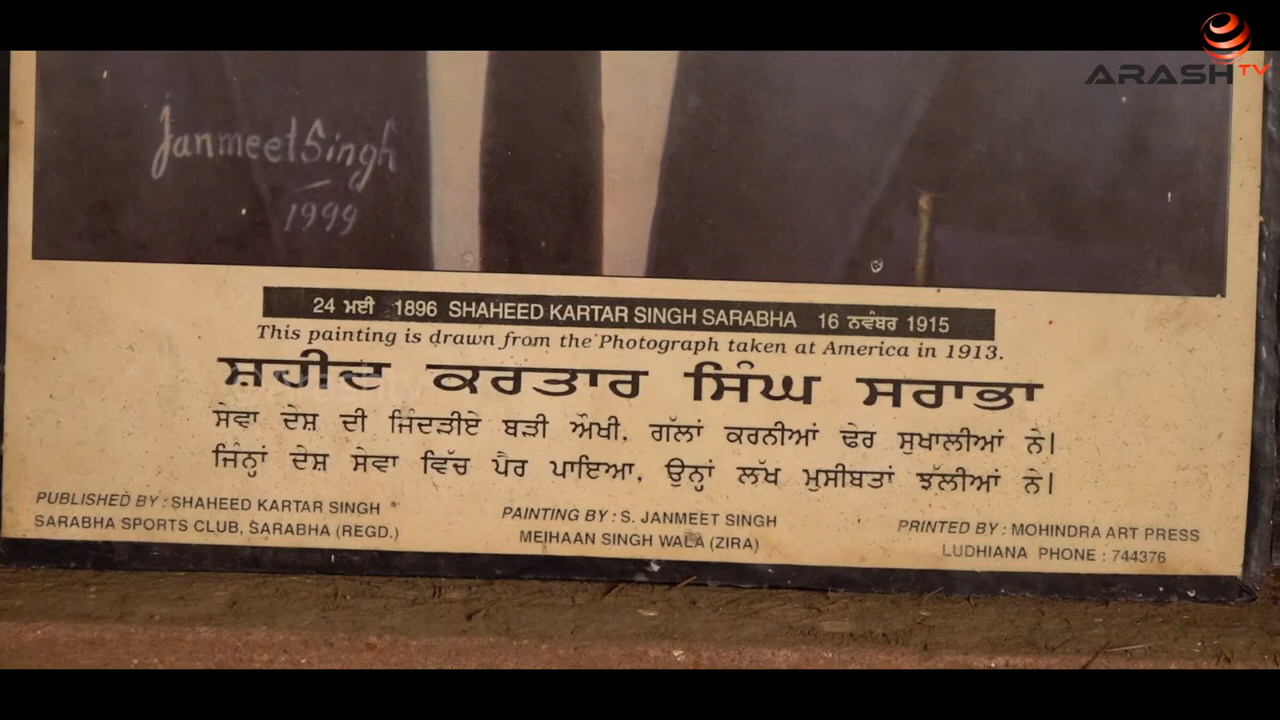 ARASH TV
Janmeet Singh
1999
24 ਮਈ 1896 SHAHEED KARTAR SINGH SARABHA 16 ਨਵੰਬਰ 1915
This painting is drawn from the Photograph taken at America in 1913.
ਸ਼ਹੀਦ ਕਰਤਾਰ ਸਿੰਘ ਸਰਾਭਾ
ਸੇਵਾ ਦੇਸ਼ ਦੀ ਜਿੰਦੜੀਏ ਬੜੀ ਔਖੀ, ਗੱਲਾਂ ਕਰਨੀਆਂ ਢੇਰ ਸੁਖਾਲੀਆਂ ਨੇ।
ਜਿੰਨ੍ਹਾਂ ਦੇਸ਼ ਸੇਵਾ ਵਿੱਚ ਪੈਰ ਪਾਇਆ, ਉਨ੍ਹਾਂ ਲੱਖ ਮੁਸੀਬਤਾਂ ਝੱਲੀਆਂ ਨੇ।
PUBLISHED BY : SHAHEED KARTAR SINGH
SARABHA SPORTS CLUB, SARABHA (REGD.)
PAINTING BY : S. JANMEET SINGH
MEIHAAN SINGH WALA (ZIRA)
PRINTED BY : MOHINDRA ART PRESS
LUDHIANA PHONE : 744376